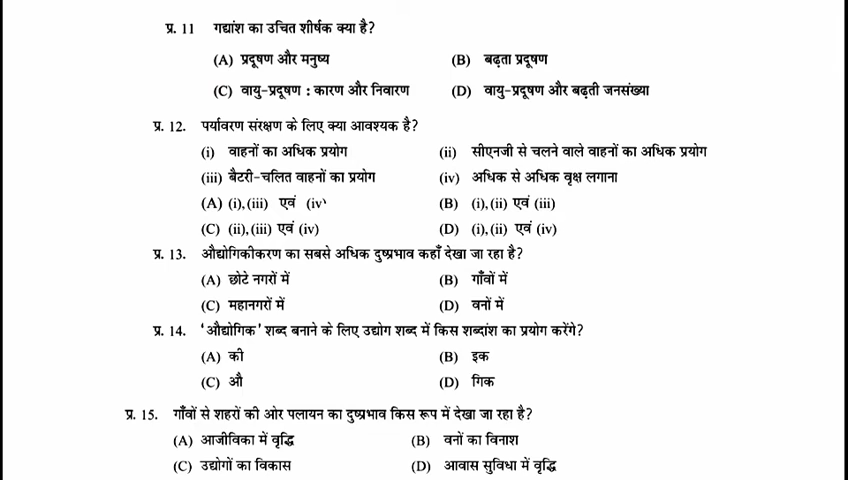 प्र. 11 गद्यांश का उचित शीर्षक क्या है?
(A) प्रदूषण और मनुष्य (B) बढ़ता प्रदूषण
(C) वायु-प्रदूषण : कारण और निवारण (D) वायु-प्रदूषण और बढ़ती जनसंख्या
प्र. 12. पर्यावरण संरक्षण के लिए क्या आवश्यक है?
(i) वाहनों का अधिक प्रयोग (ii) सीएनजी से चलने वाले वाहनों का अधिक प्रयोग
(iii) बैटरी-चलित वाहनों का प्रयोग (iv) अधिक से अधिक वृक्ष लगाना
(A) (i),(iii) एवं (iv) (B) (i),(ii) एवं (iii)
(C) (ii),(iii) एवं (iv) (D) (i),(ii) एवं (iv)
प्र. 13. औद्योगिकीकरण का सबसे अधिक दुष्प्रभाव कहाँ देखा जा रहा है?
(A) छोटे नगरों में (B) गाँवों में
(C) महानगरों में (D) वनों में
प्र. 14. 'औद्योगिक' शब्द बनाने के लिए उद्योग शब्द में किस शब्दांश का प्रयोग करेंगे?
(A) की (B) इक
(C) औ (D) गिक
प्र. 15. गाँवों से शहरों की ओर पलायन का दुष्प्रभाव किस रूप में देखा जा रहा है?
(A) आजीविका में वृद्धि (B) वनों का विनाश
(C) उद्योगों का विकास (D) आवास सुविधा में वृद्धि